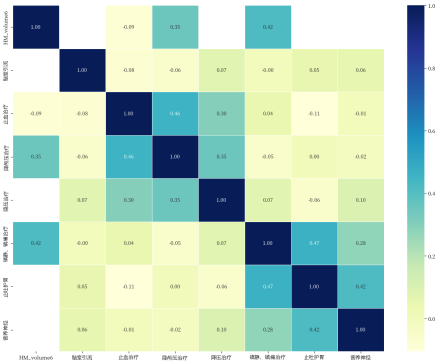 HM_volume6 1.00 -0.09 0.35 0.42
脑室引流 1.00 -0.08 -0.06 0.07 -0.00 0.05 0.06
止血治疗 -0.09 -0.08 1.00 0.46 0.30 0.04 -0.11 -0.01
降颅压治疗 0.35 -0.06 0.46 1.00 0.35 -0.05 0.00 -0.02
降压治疗 0.07 0.30 0.35 1.00 0.07 -0.06 0.10
镇静、镇痛治疗 0.42 -0.00 0.04 -0.05 0.07 1.00 0.47 0.28
止吐护胃 0.05 -0.11 0.00 -0.06 0.47 1.00 0.42
营养神经 0.06 -0.01 -0.02 0.10 0.28 0.42 1.00
HM_volume6 脑室引流 止血治疗 降颅压治疗 降压治疗 镇静、镇痛治疗 止吐护胃 营养神经
1.0
0.8
0.6
0.4
0.2
0.0